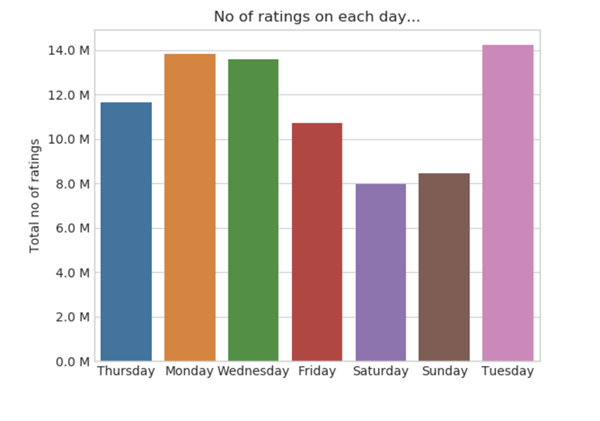 No of ratings on each day...
Total no of ratings
14.0 M
12.0 M
10.0 M
8.0 M
6.0 M
4.0 M
2.0 M
0.0 M
Thursday Monday Wednesday Friday Saturday Sunday Tuesday